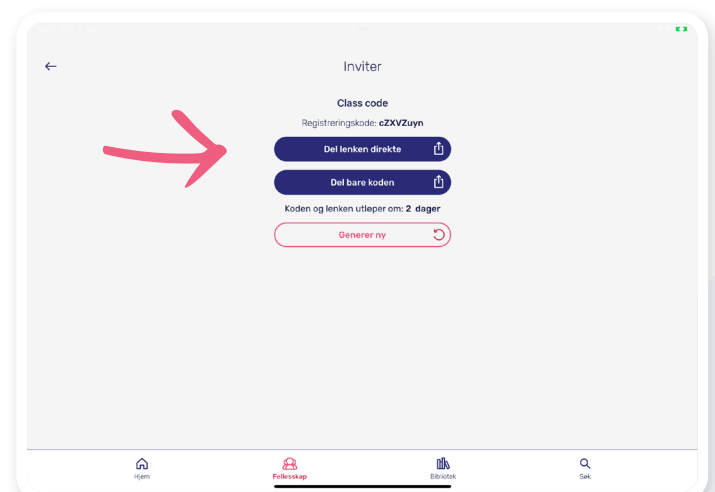 Inviter
Class code
Registreringskode: cZXVZuyn
Del lenken direkte
Del bare koden
Koden og lenken utløper om: 2 dager
Generer ny
Hjem
Fellesskap
Bibliotek
Søk